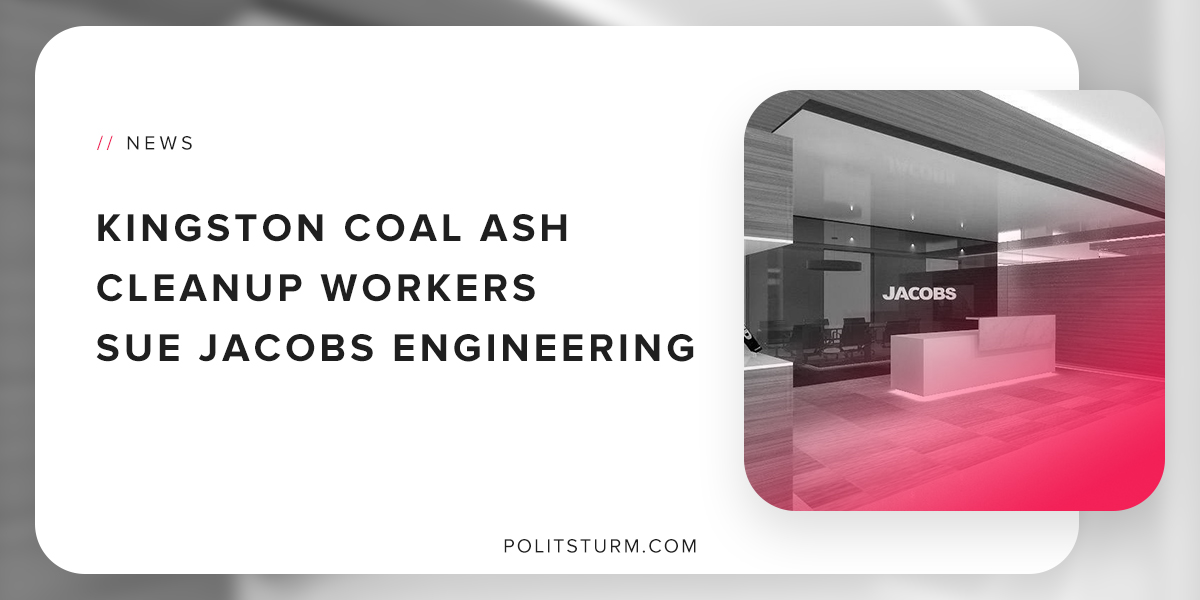 // NEWS
KINGSTON COAL ASH
CLEANUP WORKERS
SUE JACOBS ENGINEERING
JACOBS
POLITSTURM.COM